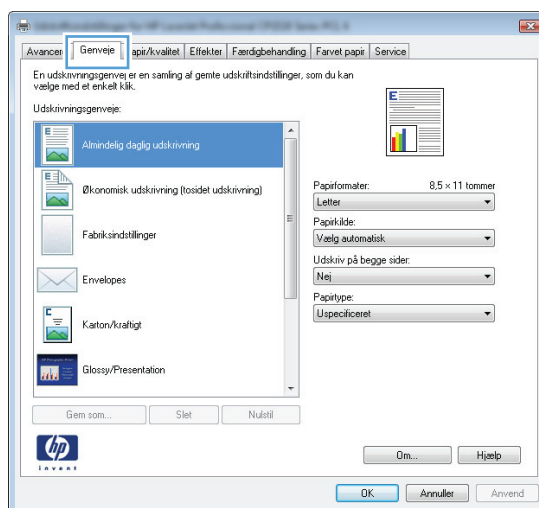 Avancer
Genveje
apir/kvalitet
Effekter
Færdigbehandling
Farvet papir
Service
En udskrivningsgenvej er en samling af gemte udskriftsindstillinger, som du kan
vælge med et enkelt klik.
Udskrivningsgenveje:
Almindelig daglig udskrivning
Økonomisk udskrivning (tosidet udskrivning)
Fabriksindstillinger
Envelopes
Karton/kraftigt
Glossy/Presentation
Papirformater: 8,5 × 11 tommer
Letter
Papirkilde:
Vælg automatisk
Udskriv på begge sider:
Nej
Papirtype:
Uspecificeret
Gem som...
Slet
Nulstil
hp
invent
Om...
Hjælp
OK
Annuller
Anvend